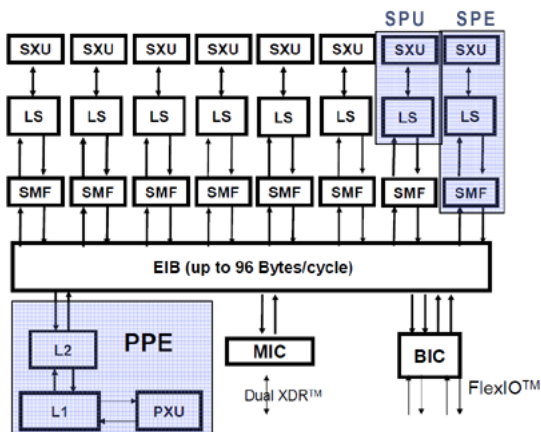 SPU SPE
SXU SXU SXU SXU SXU SXU SXU SXU
LS LS LS LS LS LS LS LS
SMF SMF SMF SMF SMF SMF SMF SMF
EIB (up to 96 Bytes/cycle)
L2 PPE MIC BIC
Dual XDR™ FlexIO™
L1 PXU